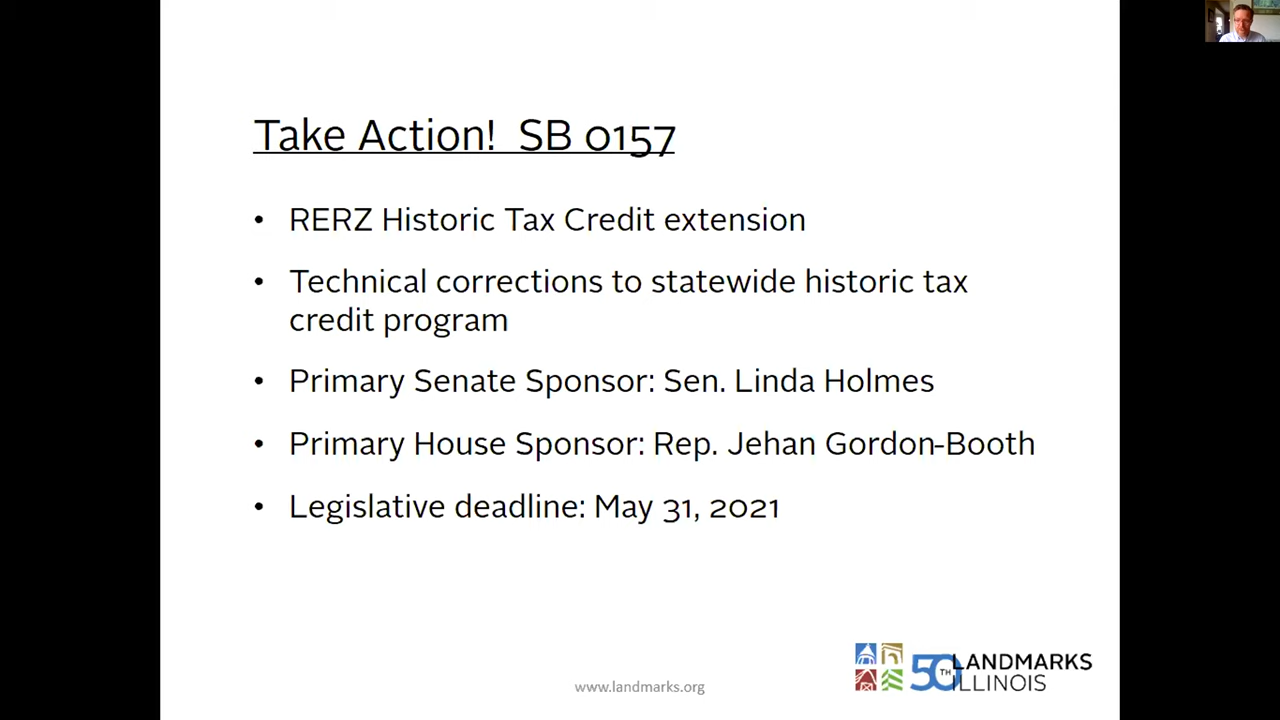 Take Action! SB 0157
• RERZ Historic Tax Credit extension
• Technical corrections to statewide historic tax
credit program
• Primary Senate Sponsor: Sen. Linda Holmes
• Primary House Sponsor: Rep. Jehan Gordon-Booth
• Legislative deadline: May 31, 2021
www.landmarks.org
50TH LANDMARKS
ILLINOIS